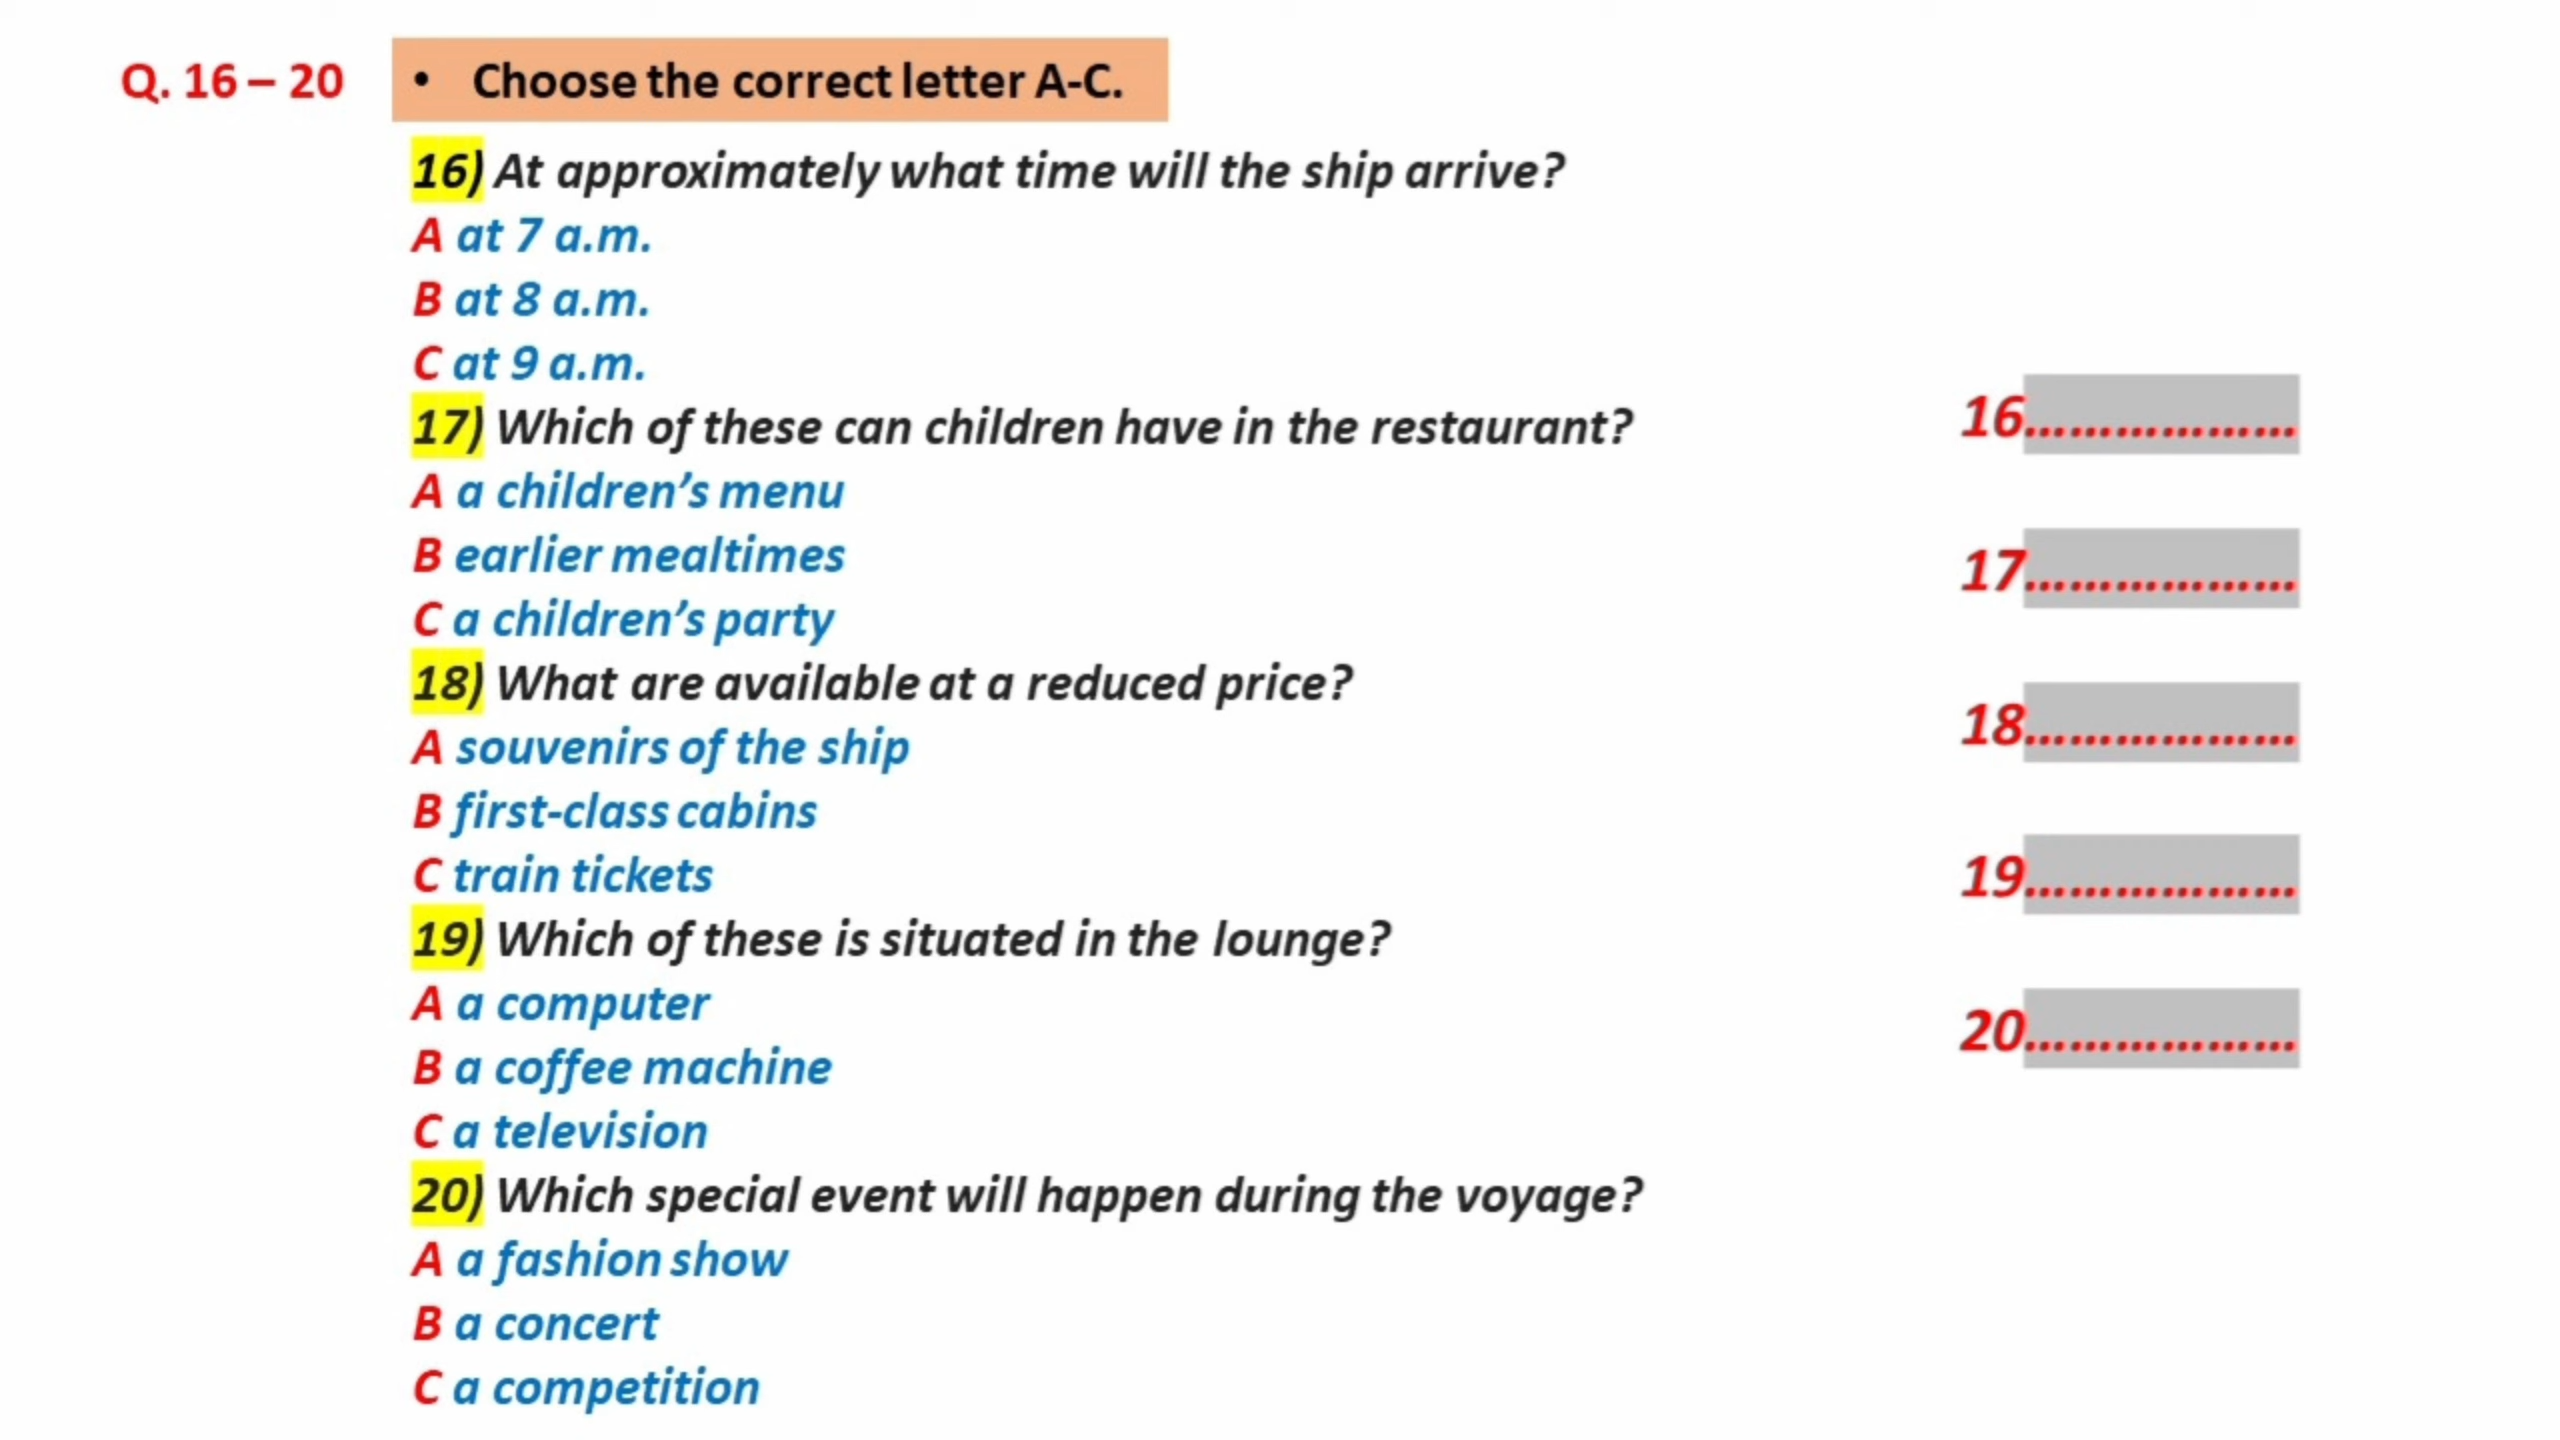 Q. 16 – 20
• Choose the correct letter A-C.
16) At approximately what time will the ship arrive?
A at 7 a.m.
B at 8 a.m.
C at 9 a.m.
17) Which of these can children have in the restaurant?
A a children's menu
B earlier mealtimes
C a children's party
18) What are available at a reduced price?
A souvenirs of the ship
B first-class cabins
C train tickets
19) Which of these is situated in the lounge?
A a computer
B a coffee machine
C a television
20) Which special event will happen during the voyage?
A a fashion show
B a concert
C a competition
16………………
17………………
18………………
19………………
20………………